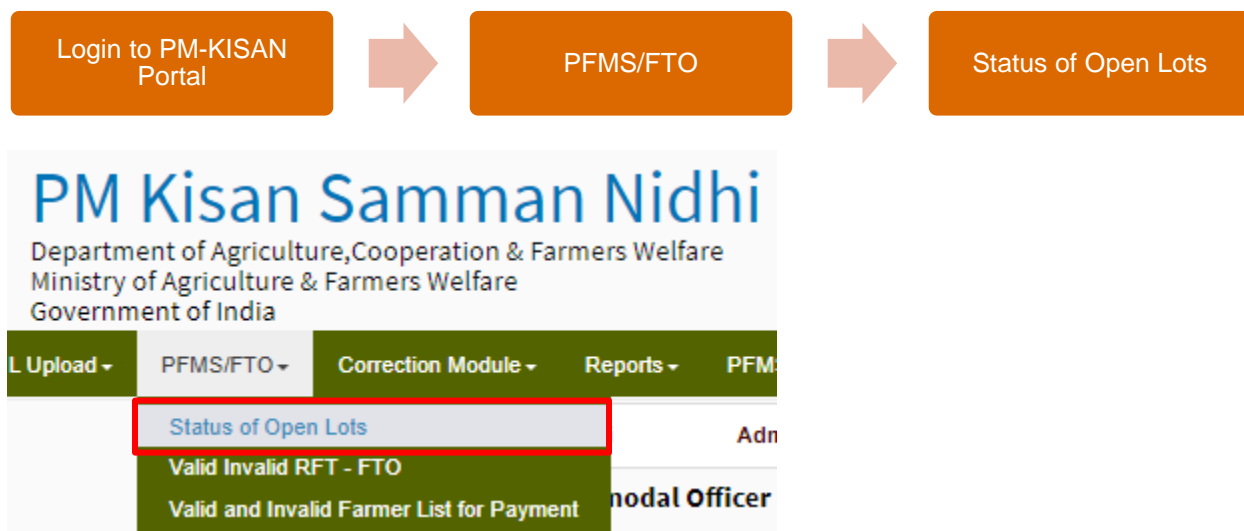 Login to PM-KISAN
Portal
PFMS/FTO
Status of Open Lots
PM Kisan Samman Nidhi
Department of Agriculture,Cooperation & Farmers Welfare
Ministry of Agriculture & Farmers Welfare
Government of India
L Upload
PFMS/FTO
Correction Module
Reports
PFM
Status of Open Lots
Adm
Valid Invalid RFT - FTO
Valid and Invalid Farmer List for Payment
nodal Officer